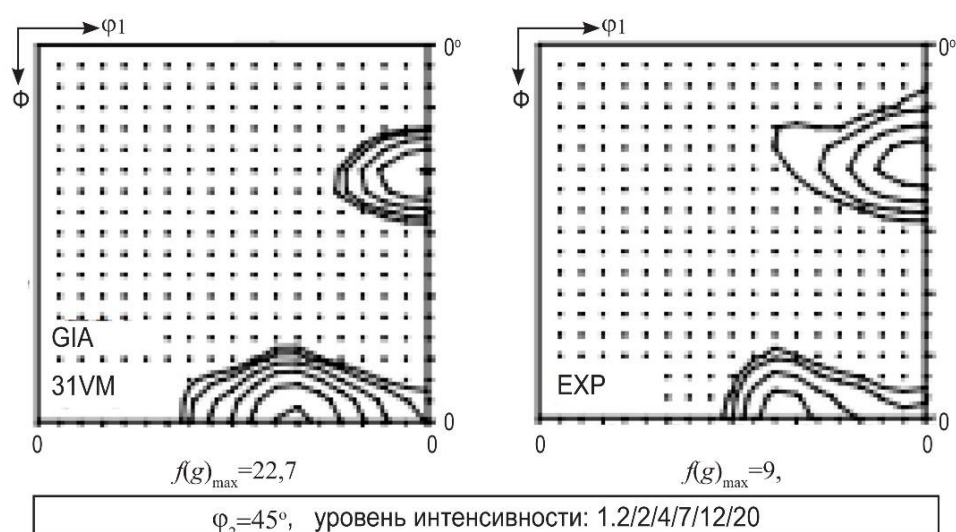 φ1 φ1
0° 0°
Φ Φ
GIA
31VM EXP
0 0
0 0 0 0
f(g)max=22,7 f(g)max=9,
φ2=45°, уровень интенсивности: 1.2/2/4/7/12/20